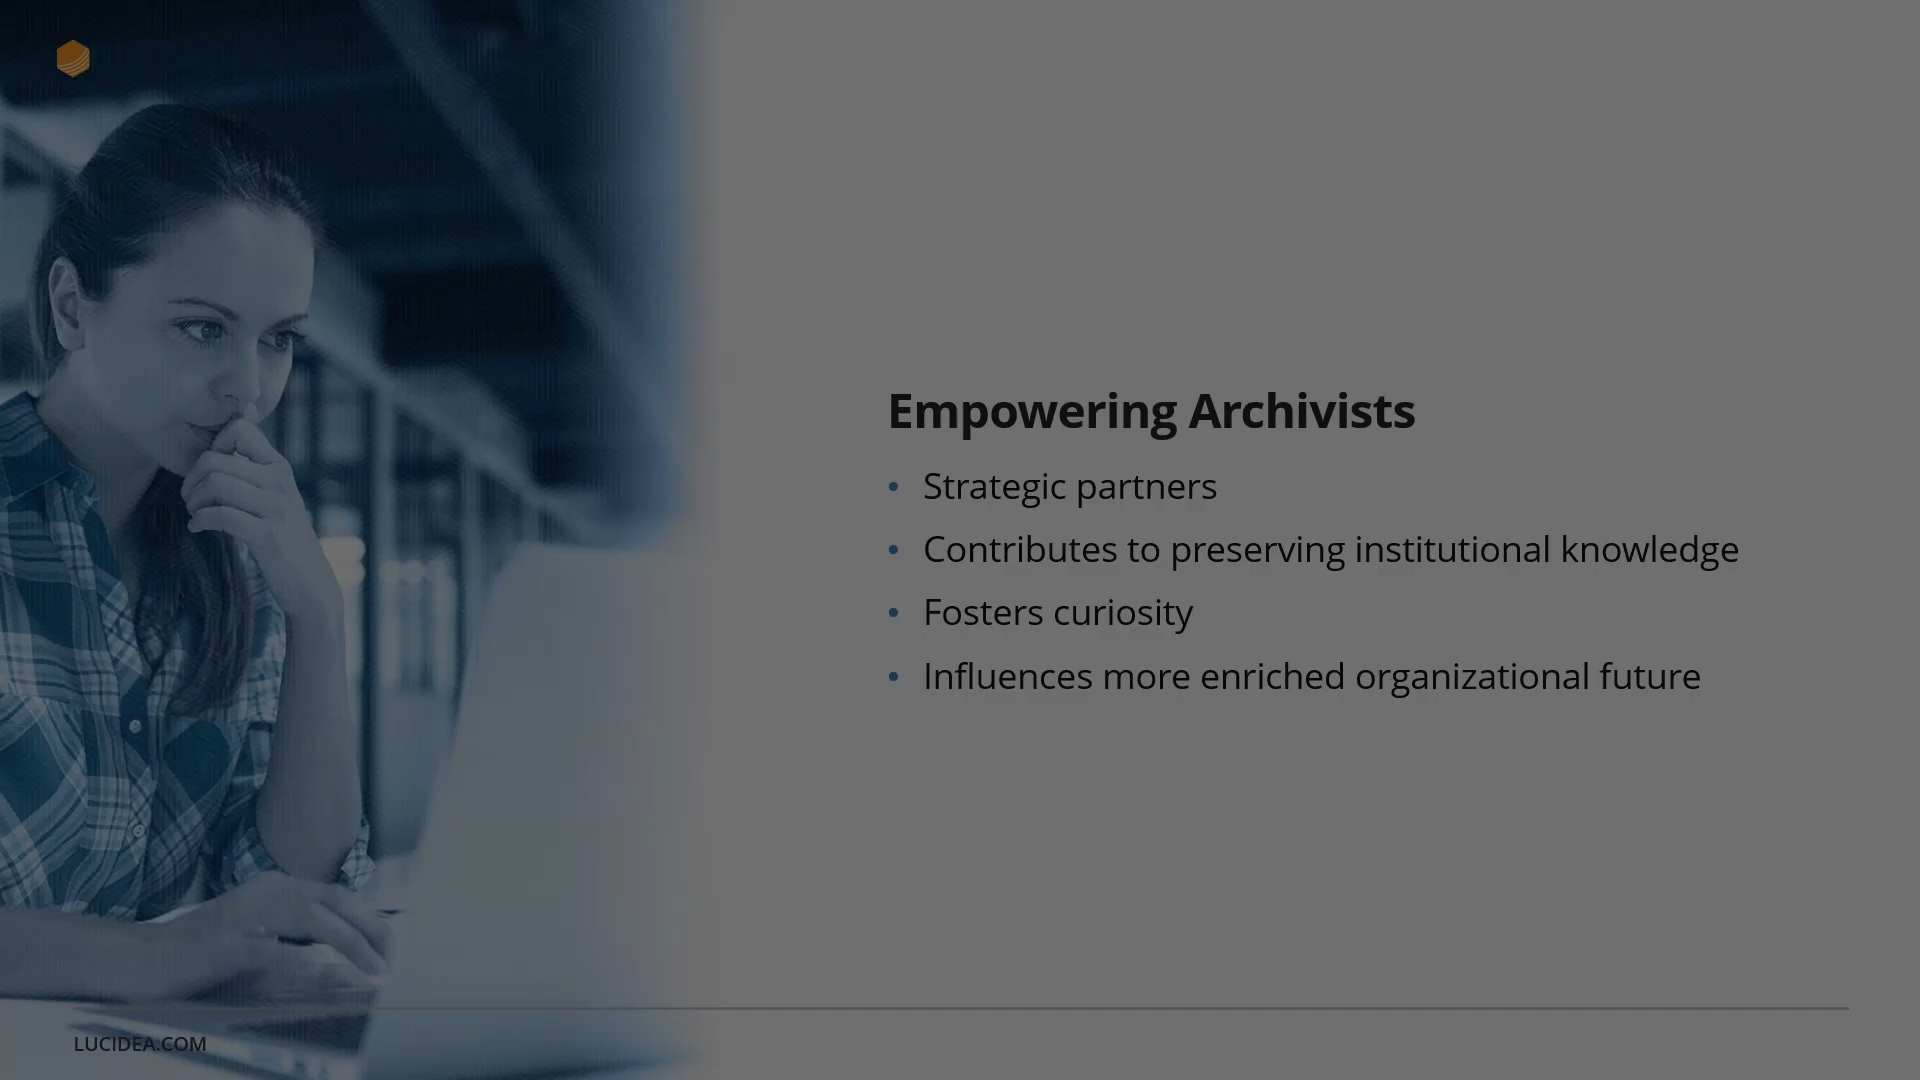 Empowering Archivists
• Strategic partners
• Contributes to preserving institutional knowledge
• Fosters curiosity
• Influences more enriched organizational future
LUCIDEA.COM